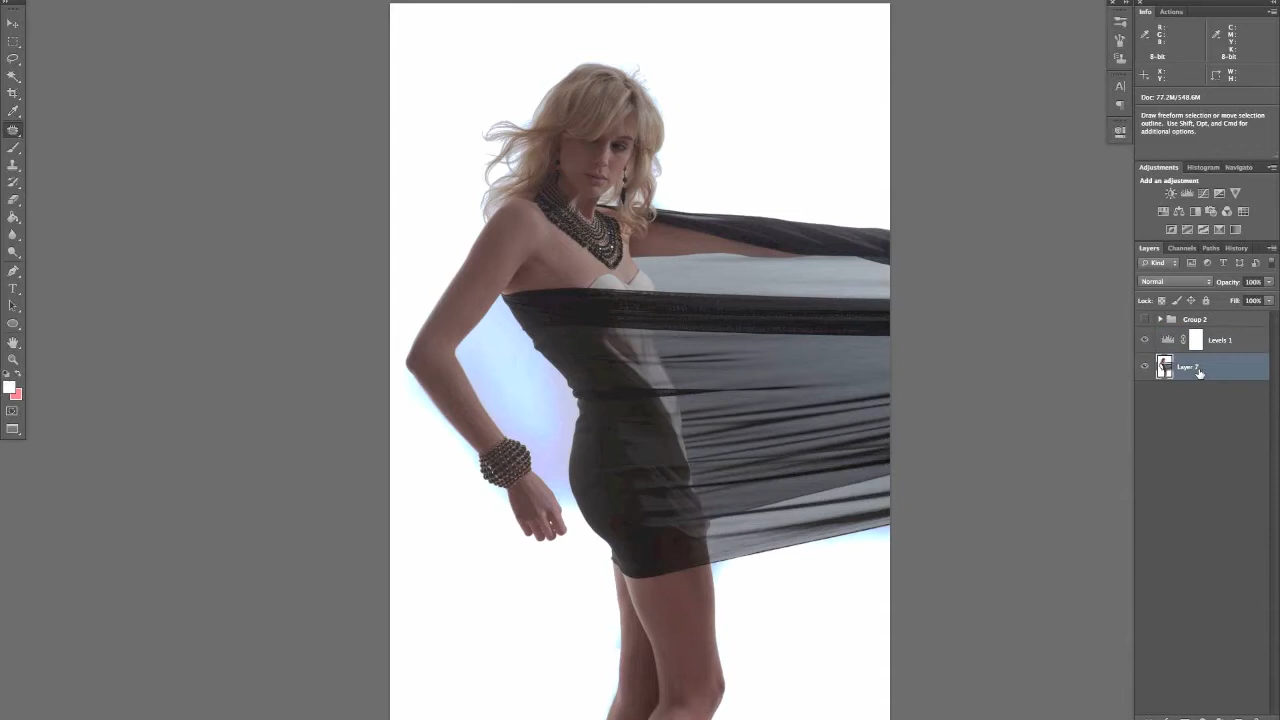 Info Actions
R:
G:
B:
C:
M:
Y:
K:
8-bit
8-bit
X:
Y:
W:
H:
Doc: 77.2M/548.6M
Draw freeform selection or move selection
outline. Use Shift, Opt, and Cmd for
additional options.
Adjustments Histogram Navigato
Add an adjustment
Layers Channels Paths History
Kind
Normal Opacity: 100%
Lock: Fill: 100%
Group 2
Levels 1
Layer 7
A|
T